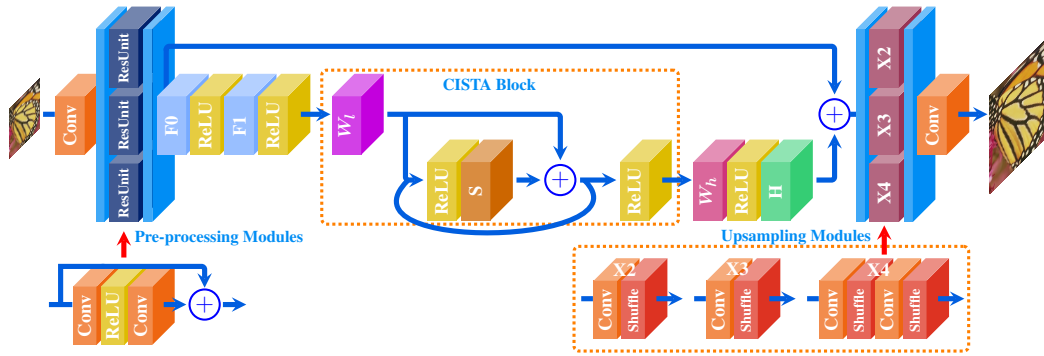 Conv
ResUnit
ResUnit
ResUnit
F0
ReLU
F1
ReLU
CISTA Block
W_l
ReLU
S
+
ReLU
W_h
ReLU
H
+
X2
X3
X4
Conv
Pre-processing Modules
Conv
ReLU
Conv
+
Upsampling Modules
X2
Conv
Shuffle
X3
Conv
Shuffle
X4
Conv
Shuffle
Conv
Shuffle